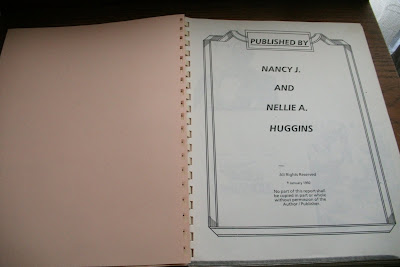 PUBLISHED BY
NANCY J.
AND
NELLIE A.
HUGGINS
All Rights Reserved
January
No part of this report shall
be copied in part or whole
without permission of the
Author / Publisher.